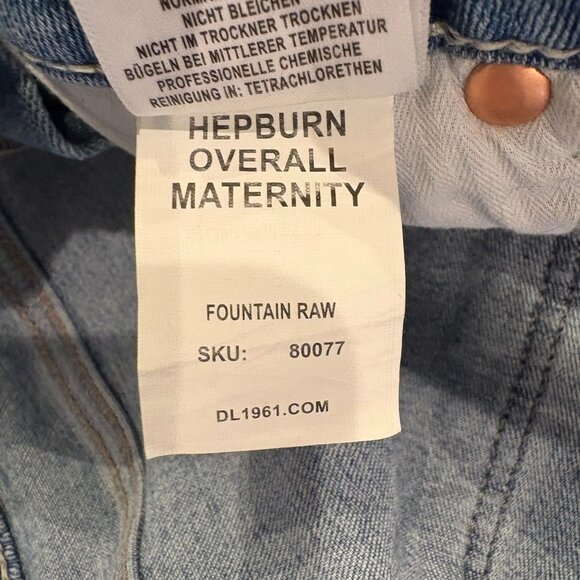 NICHT BLEICHEN
NICHT IM TROCKNER TROCKNEN
BÜGELN BEI MITTLERER TEMPERATUR
PROFESSIONELLE CHEMISCHE
REINIGUNG IN: TETRACHLORETHEN
HEPBURN
OVERALL
MATERNITY
FOUNTAIN RAW
SKU: 80077
DL1961.COM